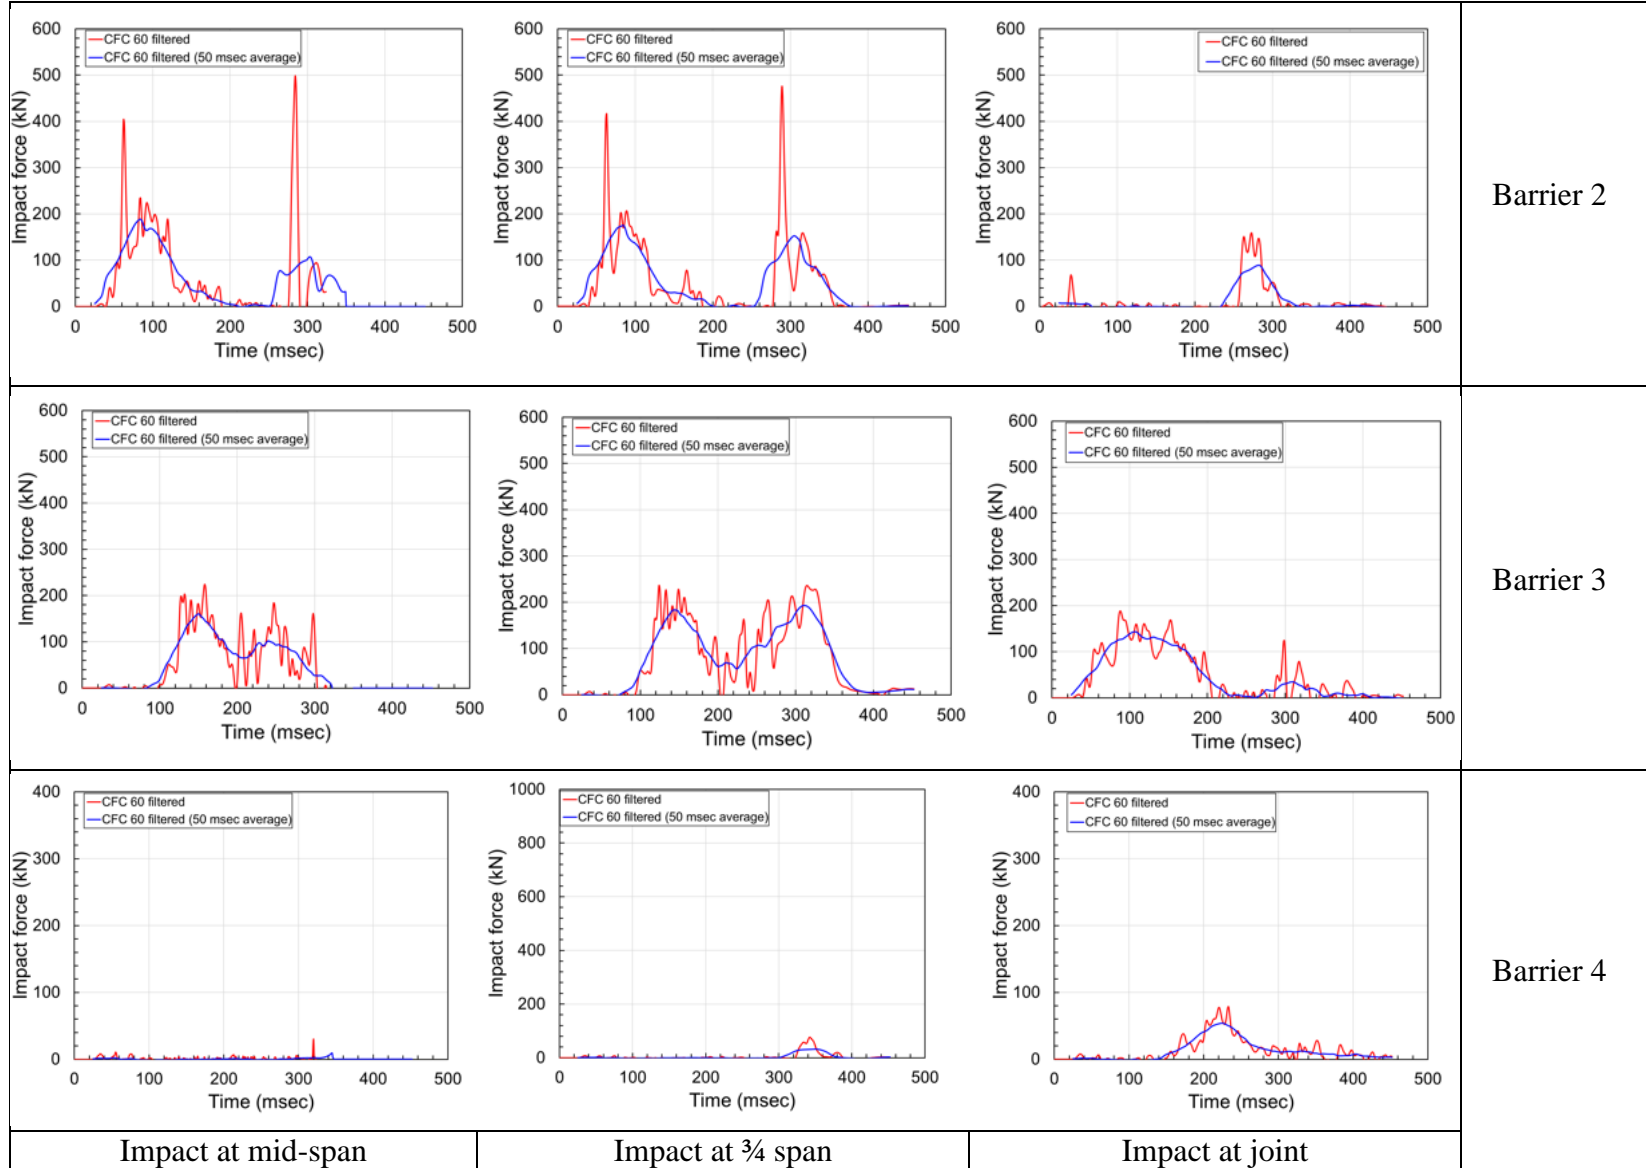 CFC 60 filtered
CFC 60 filtered (50 msec average)
600
500
400
300
200
100
0
Impact force (kN)
0 100 200 300 400 500
Time (msec)
CFC 60 filtered
CFC 60 filtered (50 msec average)
600
500
400
300
200
100
0
Impact force (kN)
0 100 200 300 400 500
Time (msec)
CFC 60 filtered
CFC 60 filtered (50 msec average)
600
500
400
300
200
100
0
Impact force (kN)
0 100 200 300 400 500
Time (msec)
Barrier 2
CFC 60 filtered
CFC 60 filtered (50 msec average)
600
500
400
300
200
100
0
Impact force (kN)
0 100 200 300 400 500
Time (msec)
CFC 60 filtered
CFC 60 filtered (50 msec average)
600
500
400
300
200
100
0
Impact force (kN)
0 100 200 300 400 500
Time (msec)
CFC 60 filtered
CFC 60 filtered (50 msec average)
600
500
400
300
200
100
0
Impact force (kN)
0 100 200 300 400 500
Time (msec)
Barrier 3
CFC 60 filtered
CFC 60 filtered (50 msec average)
400
300
200
100
0
Impact force (kN)
0 100 200 300 400 500
Time (msec)
CFC 60 filtered
CFC 60 filtered (50 msec average)
1000
800
600
400
200
0
Impact force (kN)
0 100 200 300 400 500
Time (msec)
CFC 60 filtered
CFC 60 filtered (50 msec average)
400
300
200
100
0
Impact force (kN)
0 100 200 300 400 500
Time (msec)
Barrier 4
Impact at mid-span
Impact at ¾ span
Impact at joint